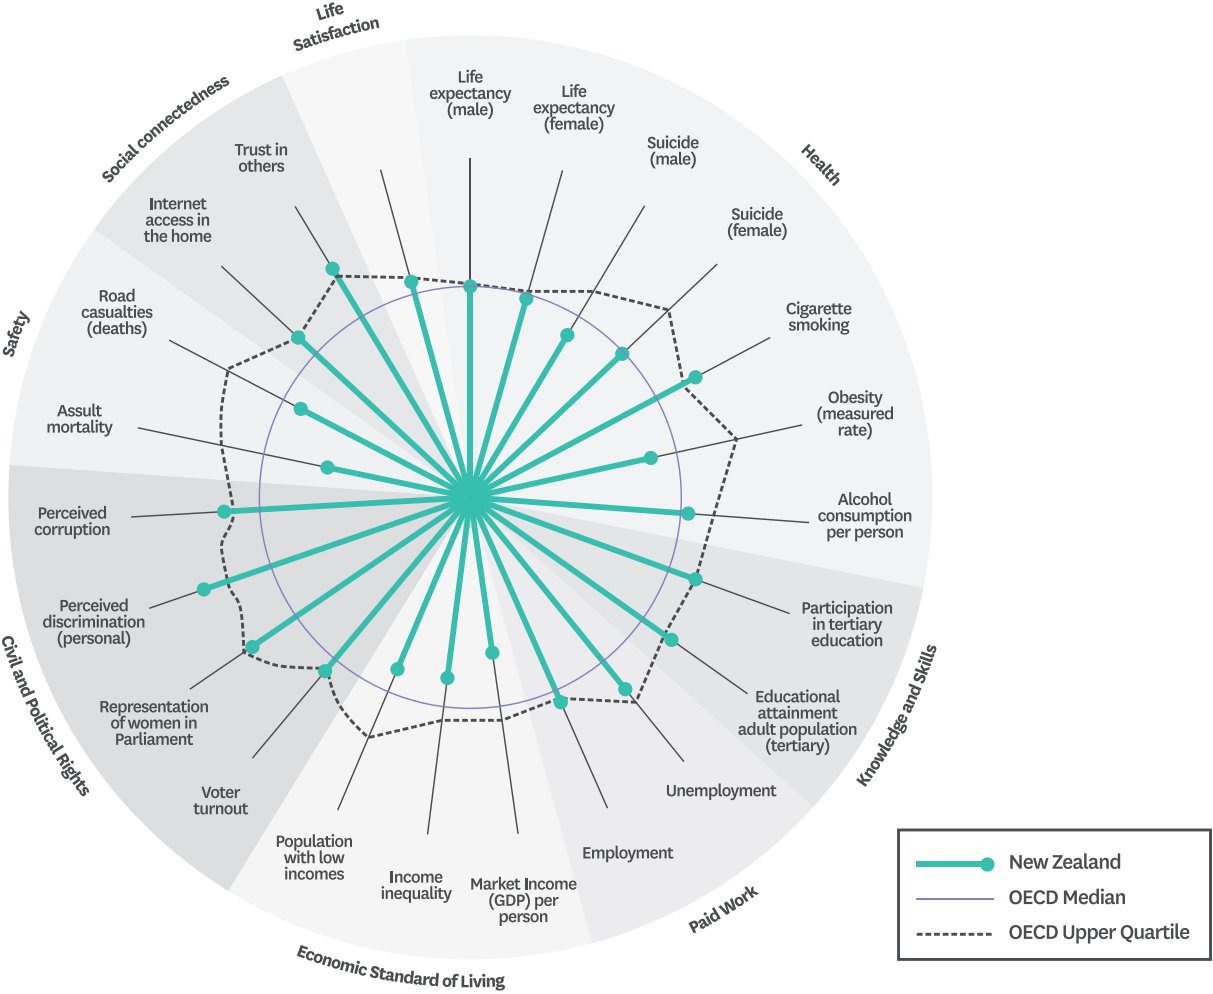 Life
Satisfaction
Life
expectancy
(male)
Life
expectancy
(female)
Suicide
(male)
Health
Suicide
(female)
Cigarette
smoking
Obesity
(measured
rate)
Alcohol
consumption
per person
Participation
in tertiary
education
Educational
attainment
adult population
(tertiary)
Knowledge and Skills
Unemployment
Employment
Paid Work
Market Income
(GDP) per
person
Income
inequality
Population
with low
incomes
Economic Standard of Living
Voter
turnout
Representation
of women in
Parliament
Perceived
discrimination
(personal)
Perceived
corruption
Civil and Political Rights
Assult
mortality
Road
casualties
(deaths)
Safety
Internet
access in
the home
Trust in
others
Social connectedness
New Zealand
OECD Median
OECD Upper Quartile